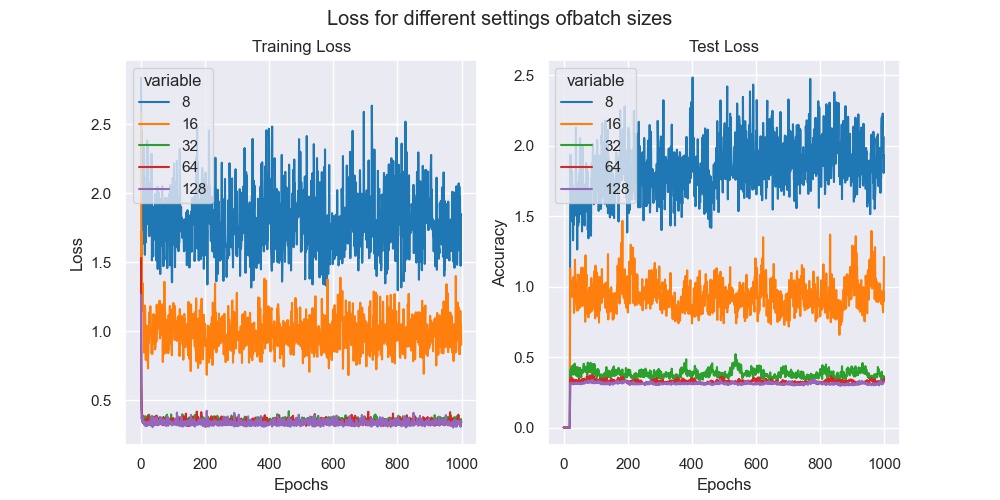 Loss for different settings ofbatch sizes
Training Loss
variable
8
16
32
64
128
2.5
2.0
1.5
1.0
0.5
Loss
0 200 400 600 800 1000
Epochs
Test Loss
variable
8
16
32
64
128
2.5
2.0
1.5
1.0
0.5
0.0
Accuracy
0 200 400 600 800 1000
Epochs